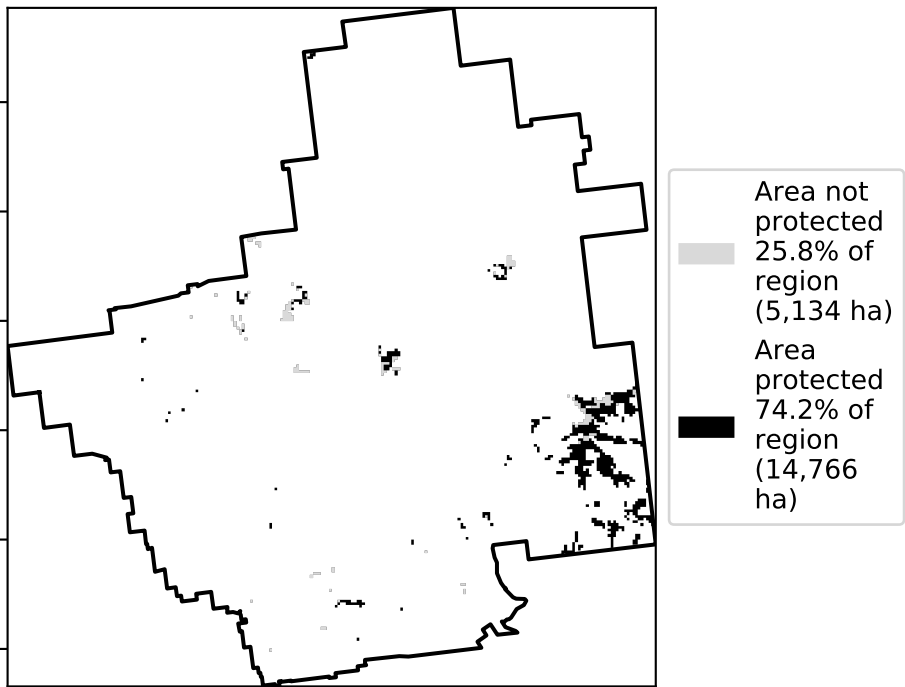 Area not
protected
25.8% of
region
(5,134 ha)
Area
protected
74.2% of
region
(14,766
ha)